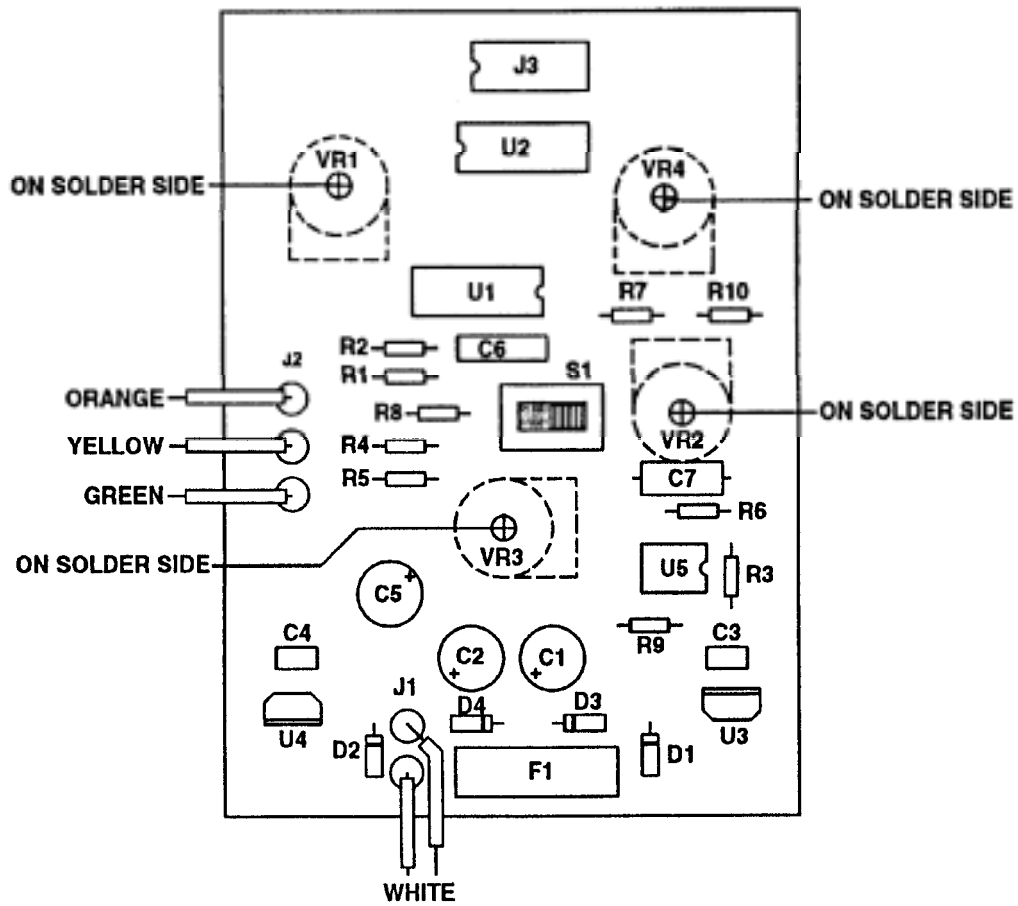 J3
U2
VR1
VR4
ON SOLDER SIDE
ON SOLDER SIDE
U1
R7
R10
R2
C6
J2
R1
S1
ORANGE
R8
ON SOLDER SIDE
VR2
YELLOW
R4
R5
C7
GREEN
R6
VR3
ON SOLDER SIDE
U5
R3
+
C5
C4
R9
C3
C2
C1
+
+
J1
D4
D3
U4
U3
D2
D1
F1
WHITE